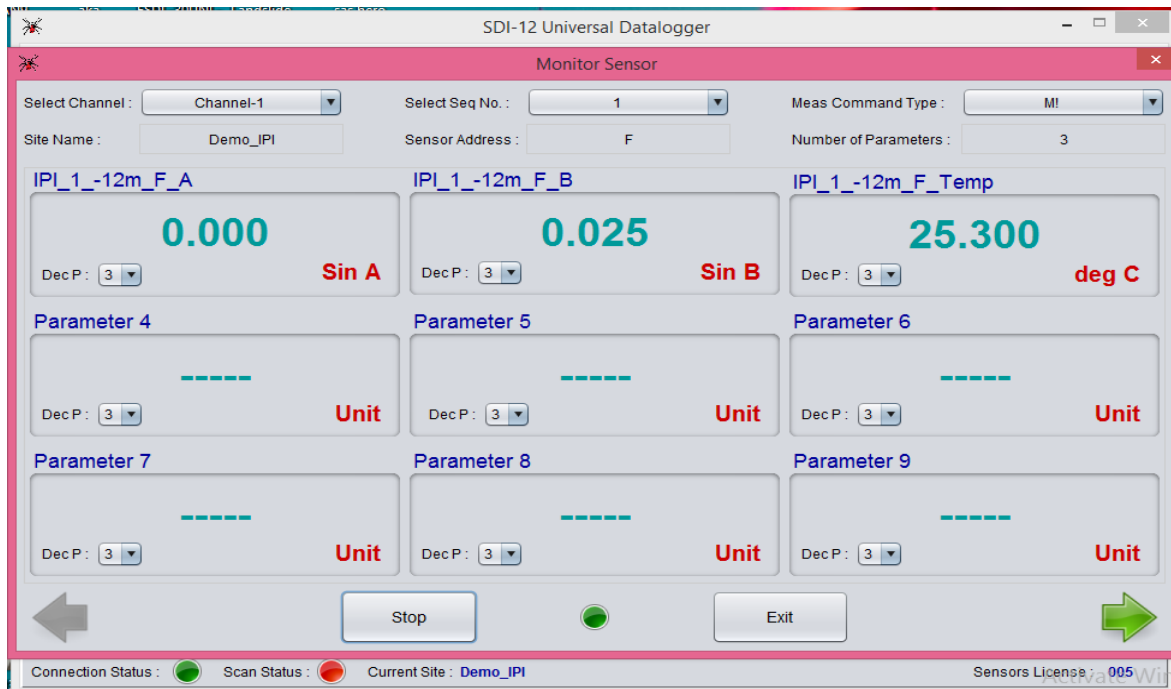 SDI-12 Universal Datalogger
Monitor Sensor
Select Channel : Channel-1 Select Seq No. : 1 Meas Command Type : M!
Site Name : Demo_IPI Sensor Address : F Number of Parameters : 3
IPI_1_-12m_F_A IPI_1_-12m_F_B IPI_1_-12m_F_Temp
0.000 0.025 25.300
Dec P : 3 Sin A Dec P : 3 Sin B Dec P : 3 deg C
Parameter 4 Parameter 5 Parameter 6
----- ----- -----
Dec P : 3 Unit Dec P : 3 Unit Dec P : 3 Unit
Parameter 7 Parameter 8 Parameter 9
----- ----- -----
Dec P : 3 Unit Dec P : 3 Unit Dec P : 3 Unit
Stop Exit
Connection Status : Scan Status : Current Site : Demo_IPI Sensors License : 005
Activate Wi